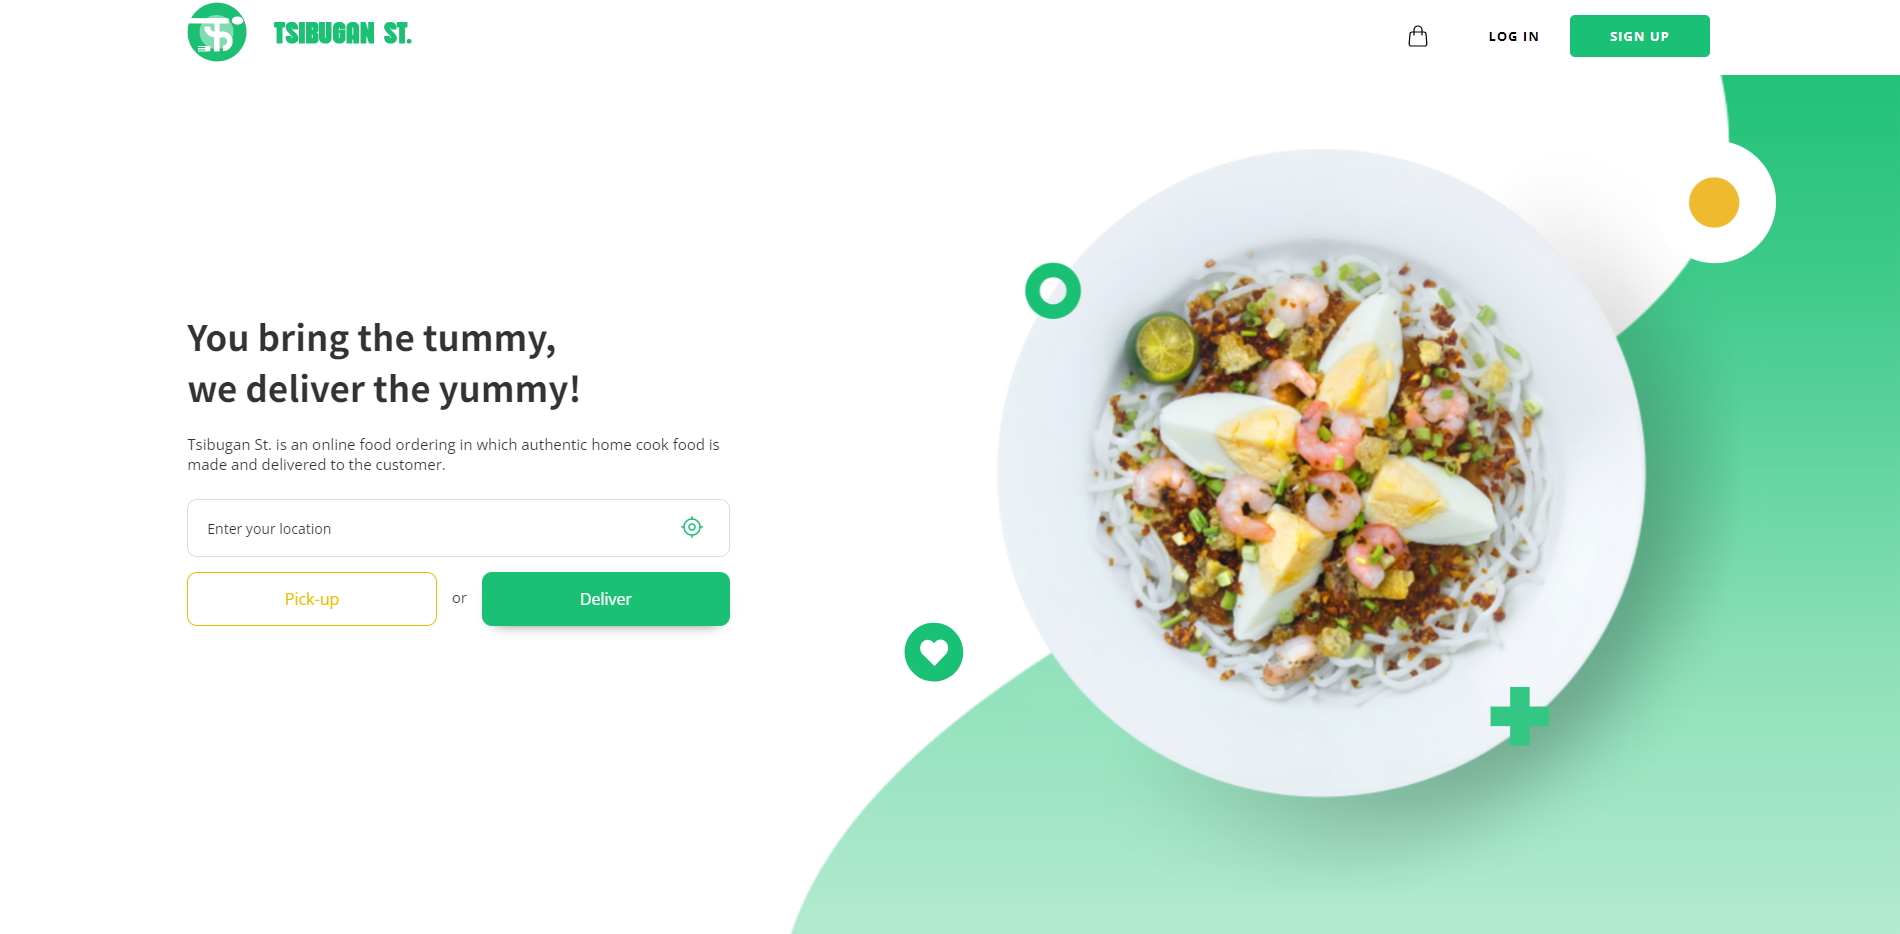 TSIBUGAN ST.
LOG IN
SIGN UP
You bring the tummy,
we deliver the yummy!
Tsibugan St. is an online food ordering in which authentic home cook food is
made and delivered to the customer.
Enter your location
Pick-up
or
Deliver